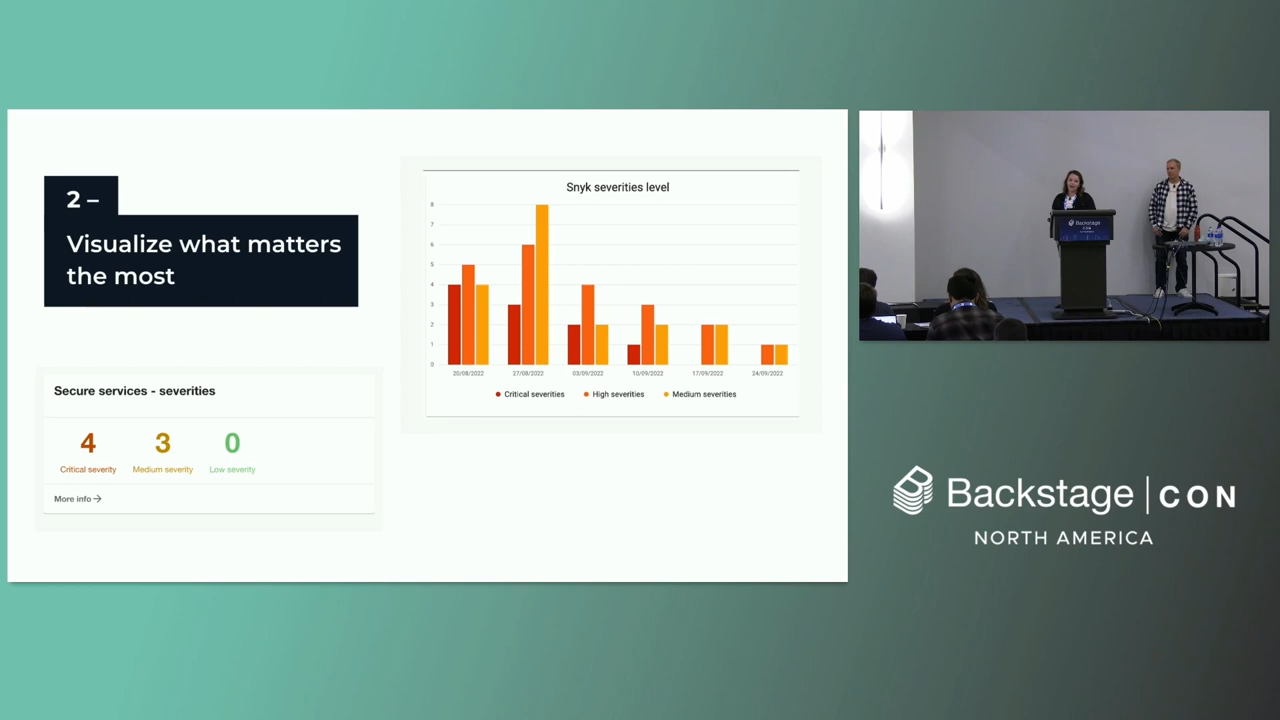 2 –
Visualize what matters
the most
Secure services - severities
4
3
0
Critical severity
Medium severity
Low severity
More info
Snyk severities level
8
7
6
5
4
3
2
1
0
20/08/2022
27/08/2022
03/09/2022
10/09/2022
17/09/2022
24/09/2022
Critical severities
High severities
Medium severities
Backstage
CON
Backstage | CON
NORTH AMERICA